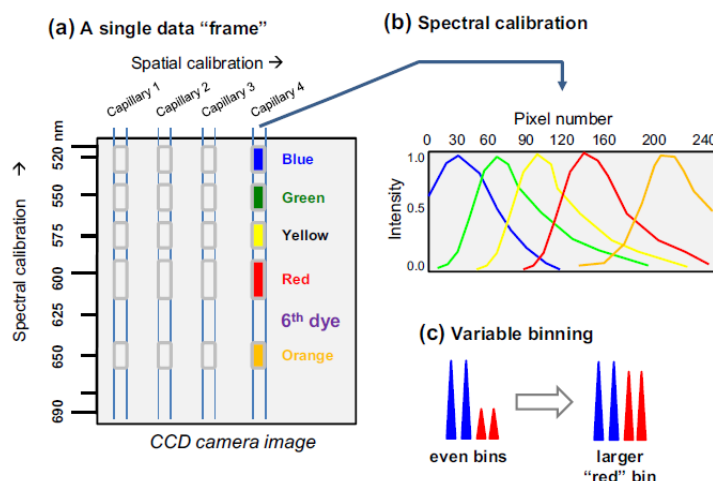 (a) A single data “frame”
Spatial calibration →
Capillary 1
Capillary 2
Capillary 3
Capillary 4
Spectral calibration →
nm
520
550
575
600
625
650
690
Blue
Green
Yellow
Red
6th dye
Orange
CCD camera image
(b) Spectral calibration
Pixel number
0 30 60 90 120 160 200 240
Intensity
1.0
0.5
0.0
(c) Variable binning
even bins
larger
“red” bin